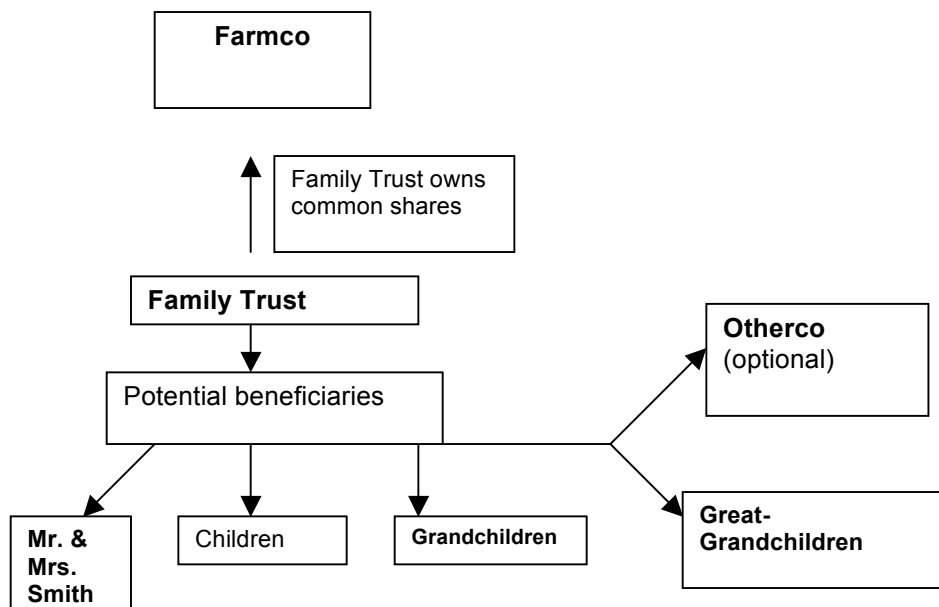 Farmco
Family Trust owns
common shares
Family Trust
Otherco
(optional)
Potential beneficiaries
Mr. &
Mrs.
Smith
Children
Grandchildren
Great-
Grandchildren